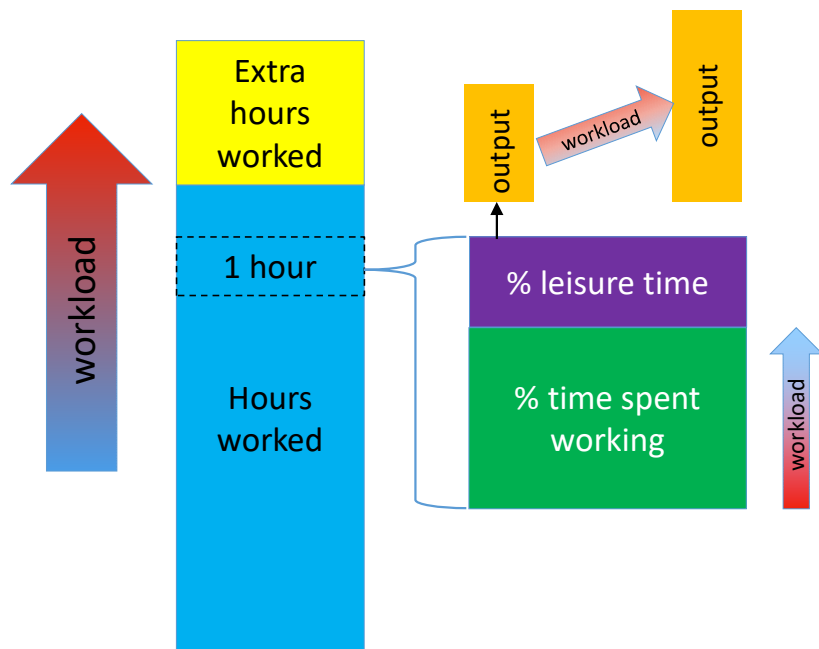 Extra
hours
worked
workload
1 hour
Hours
worked
output
workload
output
% leisure time
% time spent
working
workload